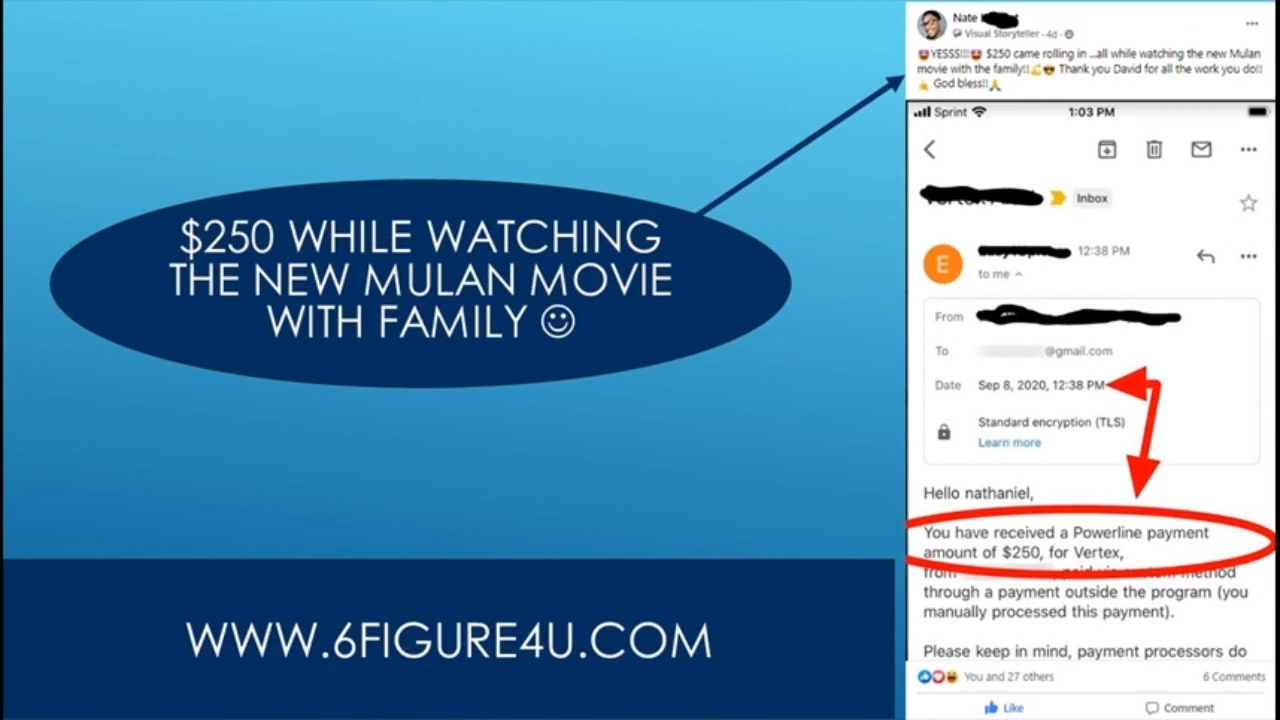 $250 WHILE WATCHING
THE NEW MULAN MOVIE
WITH FAMILY ☺
WWW.6FIGURE4U.COM
Nate
Visual Storyteller · 4d ·
😍YESSS!!!😍 $250 came rolling in ...all while watching the new Mulan
movie with the family!!💪😎 Thank you David for all the work you do!!
🤙 God bless!!🙏
Sprint 1:03 PM
Inbox
E
12:38 PM
to me
From
To @gmail.com
Date Sep 8, 2020, 12:38 PM
Standard encryption (TLS)
Learn more
Hello nathaniel,
You have received a Powerline payment
amount of $250, for Vertex,
from paid via custom method
through a payment outside the program (you
manually processed this payment).
Please keep in mind, payment processors do
You and 27 others 6 Comments
Like Comment